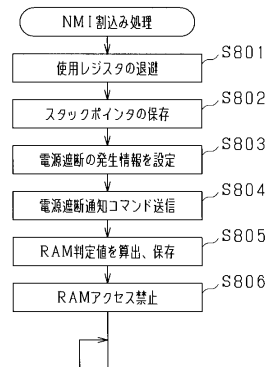 NMI割込み処理
S801
使用レジスタの退避
S802
スタックポインタの保存
S803
電源遮断の発生情報を設定
S804
電源遮断通知コマンド送信
S805
RAM判定値を算出、保存
S806
RAMアクセス禁止